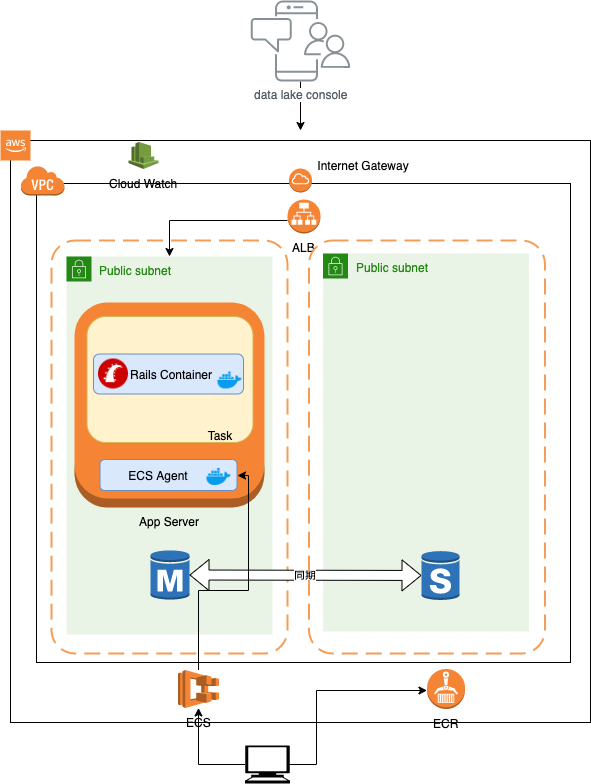 data lake console
aws
Internet Gateway
Cloud Watch
VPC
ALB
Public subnet
Public subnet
Rails Container
Task
ECS Agent
App Server
M
同期
S
ECS
ECR